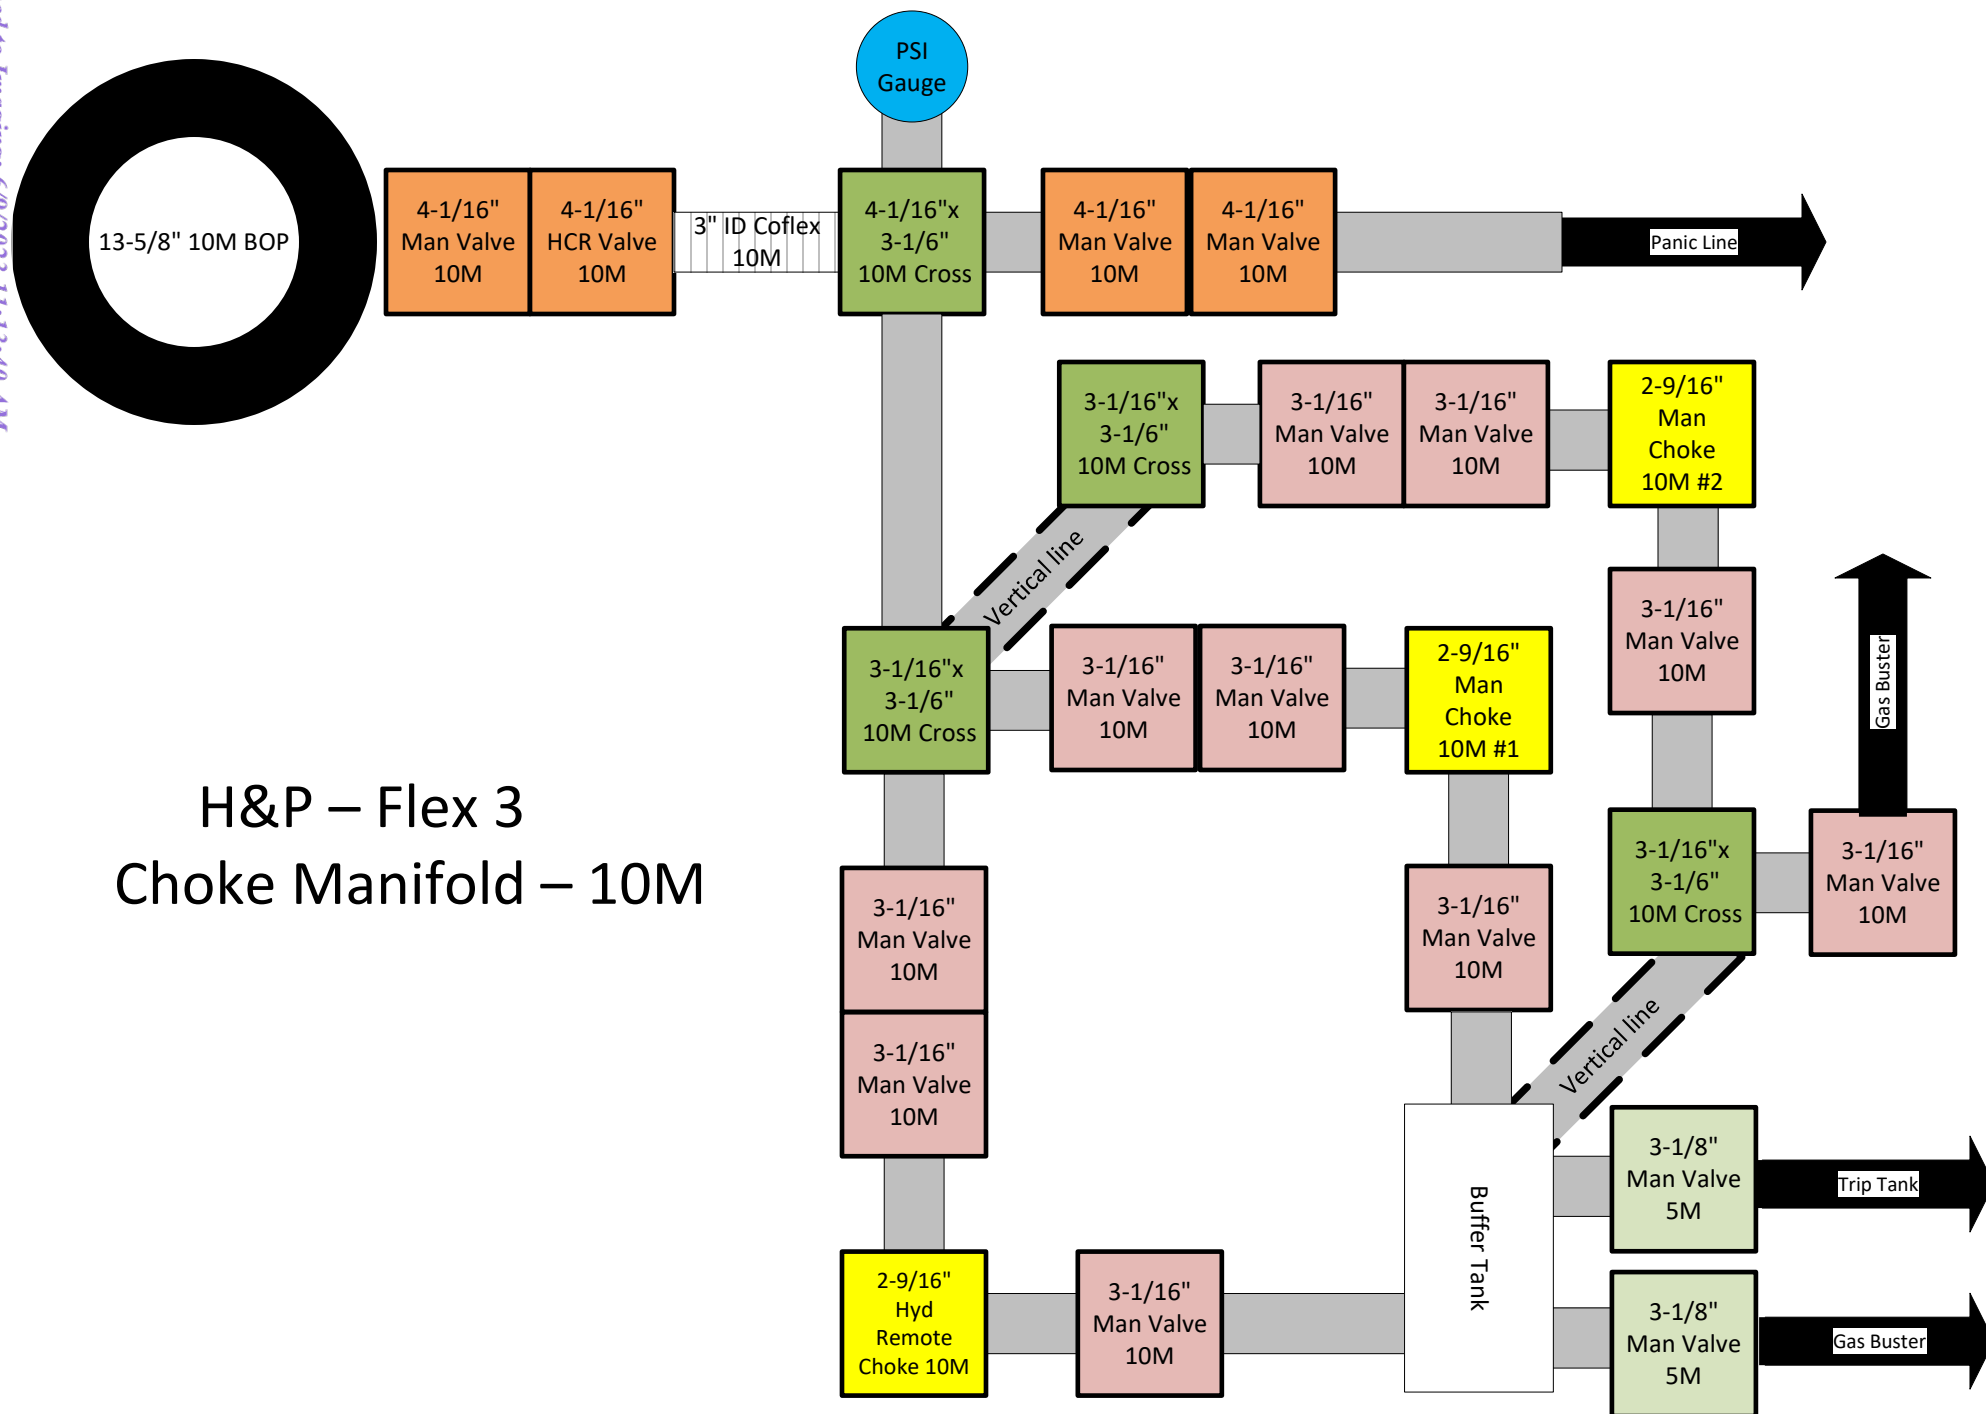 PSI
Gauge
13-5/8" 10M BOP
4-1/16"
Man Valve
10M
4-1/16"
HCR Valve
10M
3" ID Coflex
10M
4-1/16"x
3-1/6"
10M Cross
4-1/16"
Man Valve
10M
4-1/16"
Man Valve
10M
Panic Line
3-1/16"x
3-1/6"
10M Cross
3-1/16"
Man Valve
10M
3-1/16"
Man Valve
10M
2-9/16"
Man
Choke
10M #2
Vertical line
3-1/16"
Man Valve
10M
Gas Buster
3-1/16"x
3-1/6"
10M Cross
3-1/16"
Man Valve
10M
3-1/16"
Man Valve
10M
2-9/16"
Man
Choke
10M #1
H&P – Flex 3
Choke Manifold – 10M
3-1/16"
Man Valve
10M
3-1/16"
Man Valve
10M
3-1/16"x
3-1/6"
10M Cross
3-1/16"
Man Valve
10M
3-1/16"
Man Valve
10M
Vertical line
Buffer Tank
3-1/8"
Man Valve
5M
Trip Tank
2-9/16"
Hyd
Remote
Choke 10M
3-1/16"
Man Valve
10M
3-1/8"
Man Valve
5M
Gas Buster